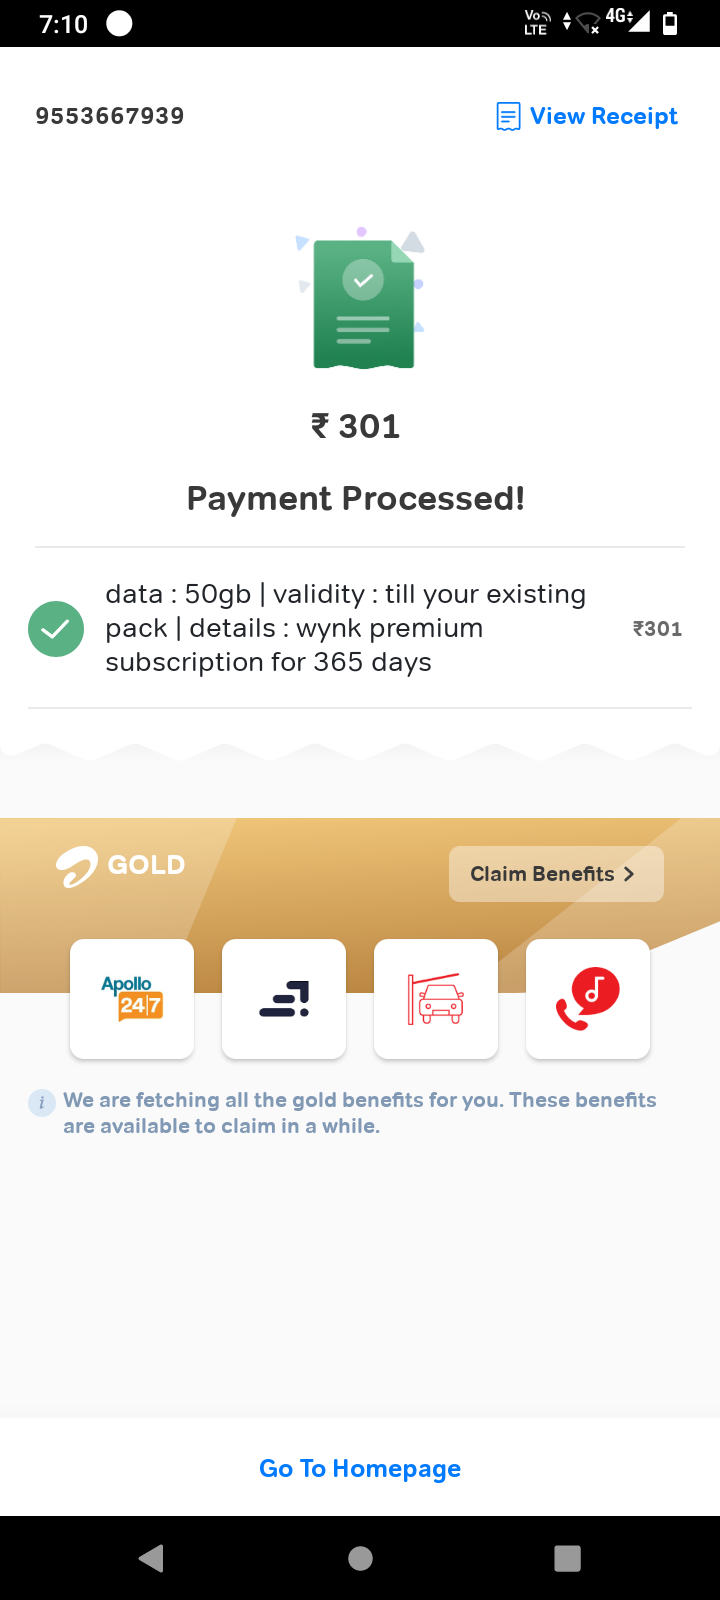 7:10
Vo LTE
4G
9553667939
View Receipt
₹ 301
Payment Processed!
data : 50gb | validity : till your existing
pack | details : wynk premium
subscription for 365 days
₹301
GOLD
Claim Benefits >
Apollo
24|7
i We are fetching all the gold benefits for you. These benefits
are available to claim in a while.
Go To Homepage